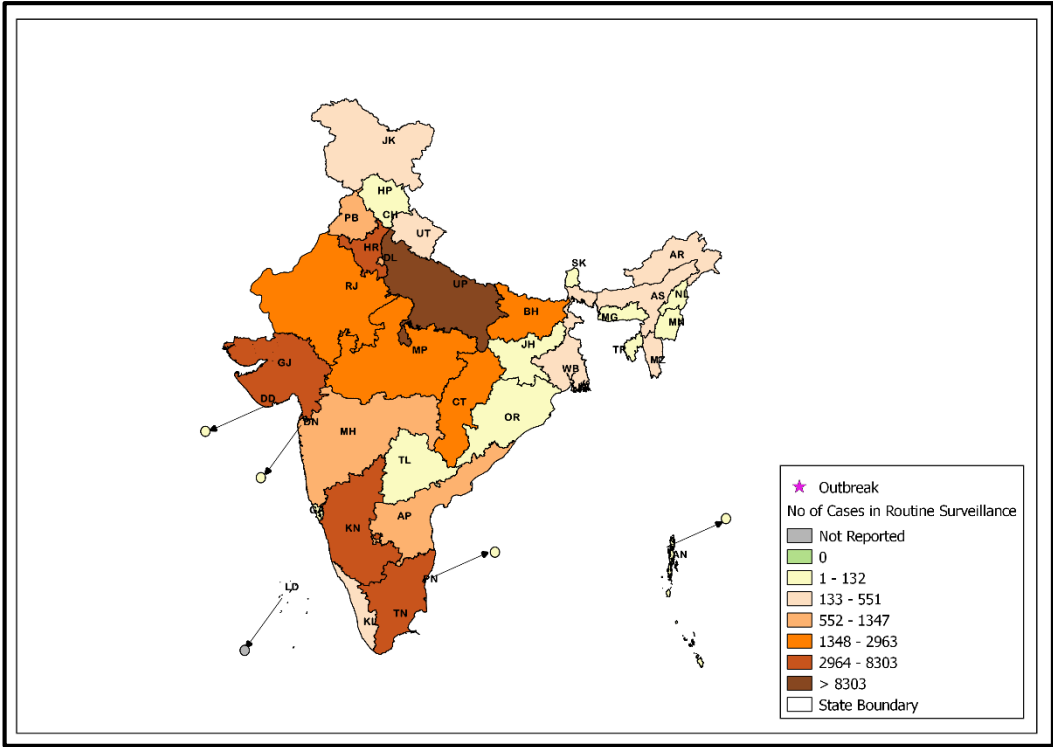 JK
HP
CH
PB
UT
HR
DL
SK
AR
RJ
UP
AS
NL
BH
MG
MN
JH
TR
MP
MZ
GJ
WB
CT
DD
OR
DN
MH
TL
GA
AP
KN
AN
PN
LD
TN
KL
Outbreak
No of Cases in Routine Surveillance
Not Reported
0
1 - 132
133 - 551
552 - 1347
1348 - 2963
2964 - 8303
> 8303
State Boundary